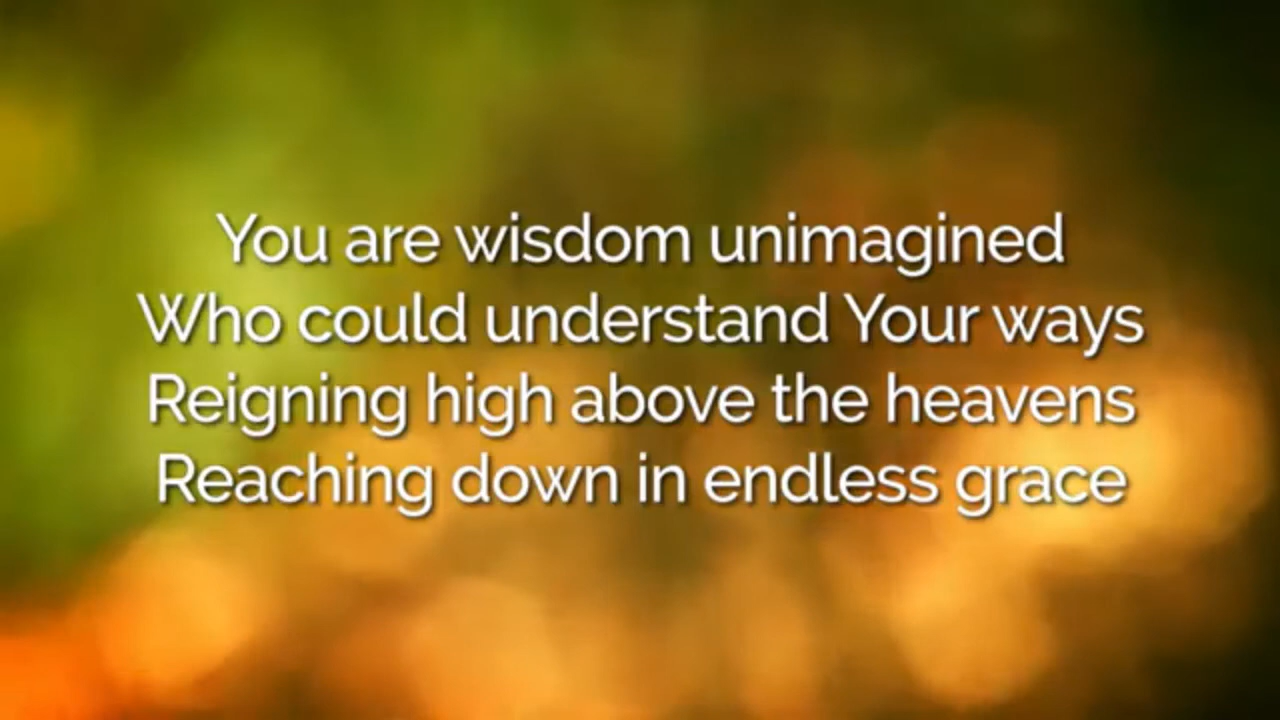 You are wisdom unimagined
Who could understand Your ways
Reigning high above the heavens
Reaching down in endless grace